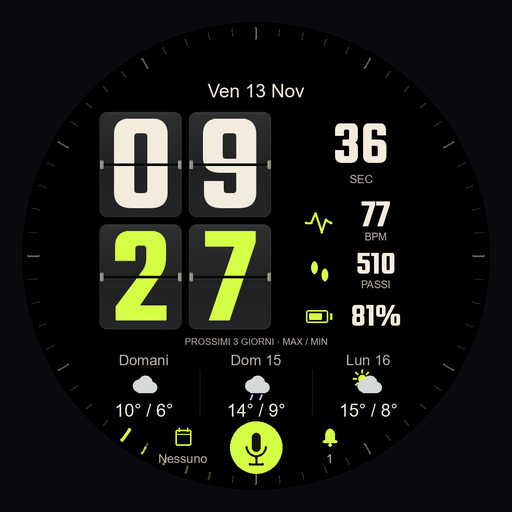 Ven 13 Nov
09
36
SEC
77
BPM
27
510
PASSI
81%
PROSSIMI 3 GIORNI · MAX / MIN
Domani Dom 15 Lun 16
10° / 6° 14° / 9° 15° / 8°
Nessuno 1